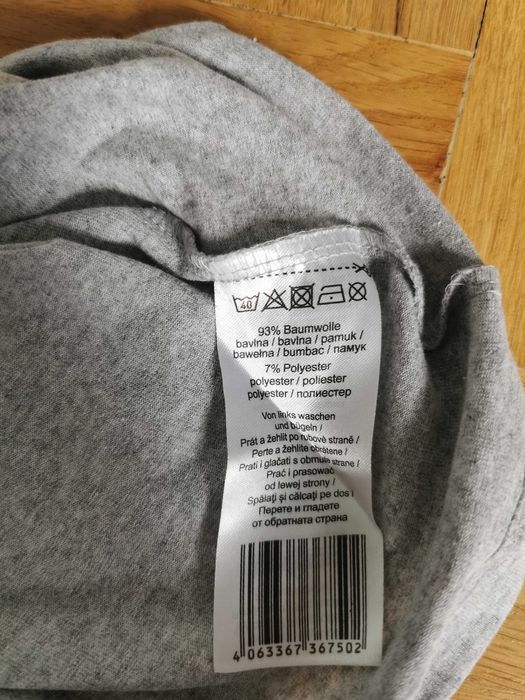 40
93% Baumwolle
bavlna / bavlna / pamuk /
bawełna / bumbac / памук
7% Polyester
polyester / poliester
polyester / полиестер
Von links waschen
und bügeln /
Prát a žehlit po rubové straně /
Perte a žehlite obrátene /
Prati i glačati s obrnute strane /
Prać i prasować
od lewej strony /
Spălați și călcați pe dos /
Перете и гладете
от обратната страна
4 063367 367502